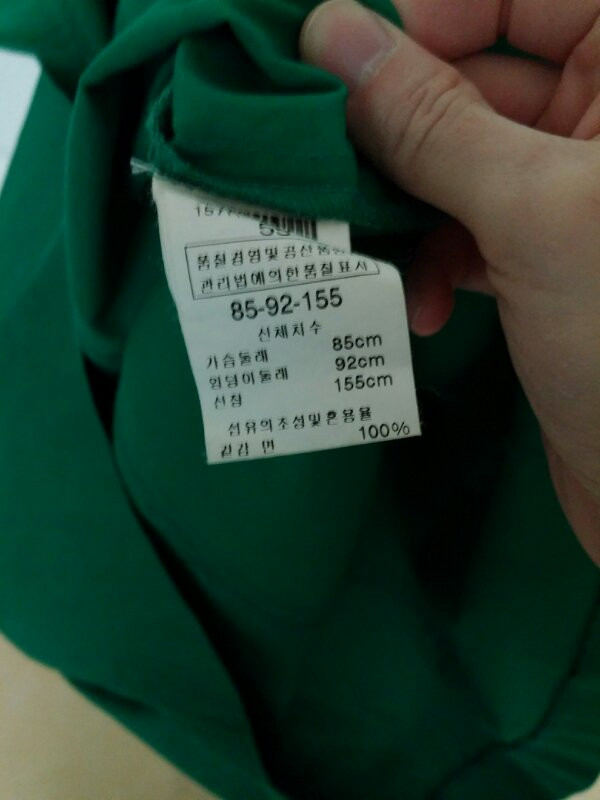 품질경영및공산품
관리법에의한품질표시
85-92-155
신체치수
가슴둘레 85cm
엉덩이둘레 92cm
신장 155cm
섬유의조성및혼용율
겉감 면 100%